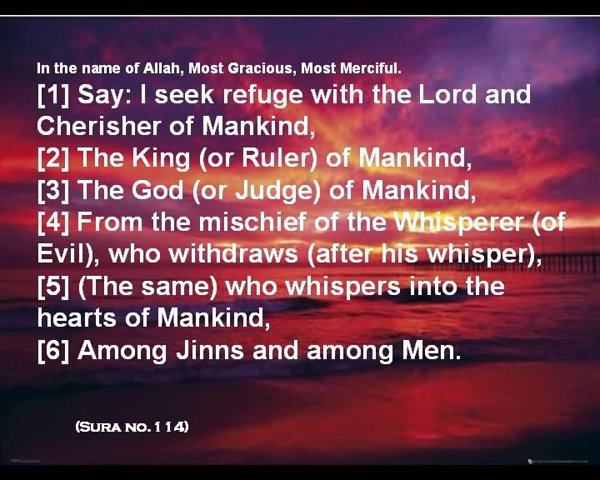 In the name of Allah, Most Gracious, Most Merciful.
[1] Say: I seek refuge with the Lord and
Cherisher of Mankind,
[2] The King (or Ruler) of Mankind,
[3] The God (or Judge) of Mankind,
[4] From the mischief of the Whisperer (of
Evil), who withdraws (after his whisper),
[5] (The same) who whispers into the
hearts of Mankind,
[6] Among Jinns and among Men.
(Sura no.114)